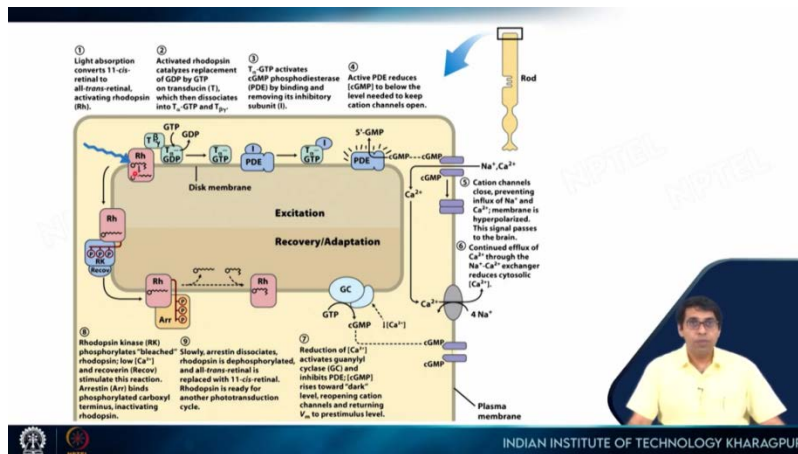 ①
Light absorption
converts 11-cis-
retinal to
all-trans-retinal,
activating rhodopsin
(Rh).
②
Activated rhodopsin
catalyzes replacement
of GDP by GTP
on transducin (T),
which then dissociates
into Tα-GTP and Tβγ.
③
Tα-GTP activates
cGMP phosphodiesterase
(PDE) by binding and
removing its inhibitory
subunit (I).
④
Active PDE reduces
[cGMP] to below the
level needed to keep
cation channels open.
Rod
GTP
GDP
Rh
Tγ
β
Tα-
GDP
Tα-
GTP
I
PDE
Tα-
GTP
I
5'-GMP
PDE
cGMP
cGMP
cGMP
Na⁺,Ca²⁺
Ca²⁺
Disk membrane
Excitation
Recovery/Adaptation
⑤ Cation channels
close, preventing
influx of Na⁺ and
Ca²⁺; membrane is
hyperpolarized.
This signal passes
to the brain.
⑥ Continued efflux of
Ca²⁺ through the
Na⁺-Ca²⁺ exchanger
reduces cytosolic
[Ca²⁺].
Rh
P P P
RK
Recov
Rh
P
P
P
Arr
Rh
GC
GTP
cGMP
↓[Ca²⁺]
Ca²⁺
4 Na⁺
cGMP
cGMP
Plasma
membrane
⑧
Rhodopsin kinase (RK)
phosphorylates “bleached”
rhodopsin; low [Ca²⁺]
and recoverin (Recov)
stimulate this reaction.
Arrestin (Arr) binds
phosphorylated carboxyl
terminus, inactivating
rhodopsin.
⑨
Slowly, arrestin dissociates,
rhodopsin is dephosphorylated,
and all-trans-retinal is
replaced with 11-cis-retinal.
Rhodopsin is ready for
another phototransduction
cycle.
⑦
Reduction of [Ca²⁺]
activates guanylyl
cyclase (GC) and
inhibits PDE; [cGMP]
rises toward “dark”
level, reopening cation
channels and returning
Vm to prestimulus level.
NPTEL
NPTEL
INDIAN INSTITUTE OF TECHNOLOGY KHARAGPUR